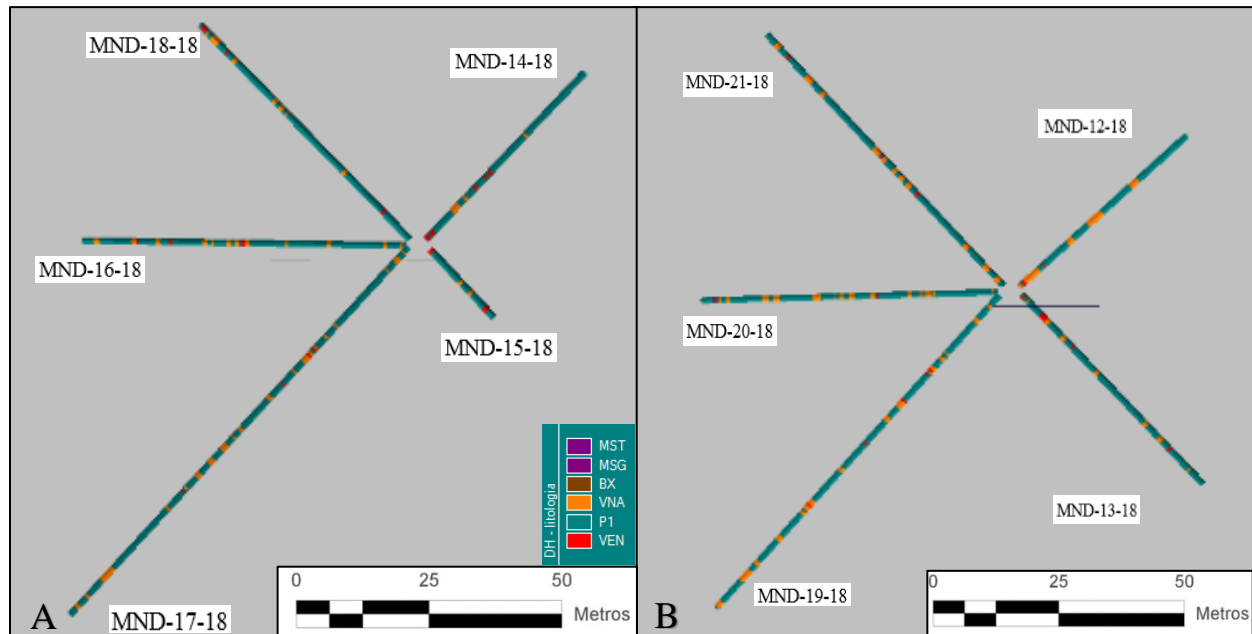 MND-18-18
MND-14-18
MND-16-18
MND-15-18
MND-17-18
DH - litologia
MST
MSG
BX
VNA
P1
VEN
0 25 50
Metros
A
MND-21-18
MND-12-18
MND-20-18
MND-13-18
MND-19-18
0 25 50
Metros
B